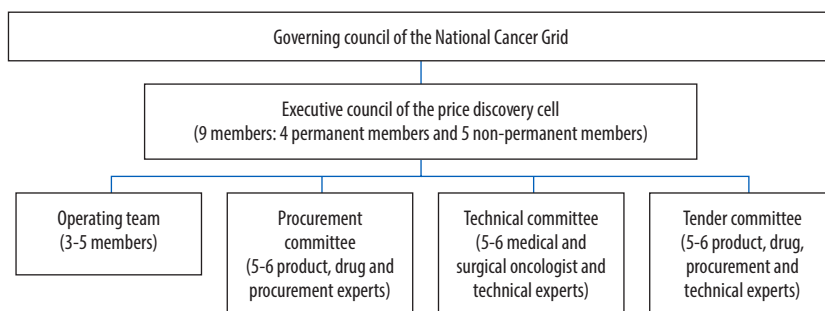 Governing council of the National Cancer Grid
Executive council of the price discovery cell
(9 members: 4 permanent members and 5 non-permanent members)
Operating team
(3-5 members)
Procurement
committee
(5-6 product, drug and
procurement experts)
Technical committee
(5-6 medical and
surgical oncologist and
technical experts)
Tender committee
(5-6 product, drug,
procurement and
technical experts)